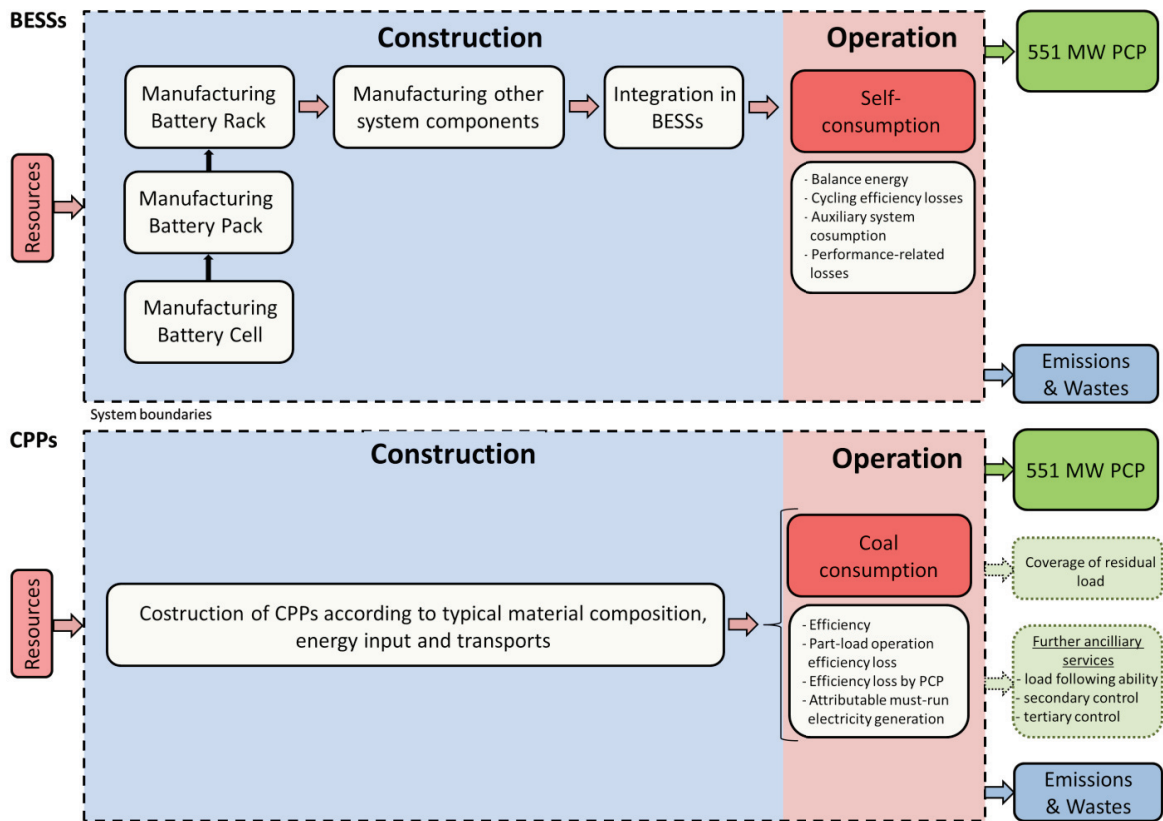 BESSs
Construction
Operation
551 MW PCP
Manufacturing
Battery Rack
Manufacturing other
system components
Integration in
BESSs
Self-
consumption
Resources
Manufacturing
Battery Pack
- Balance energy
- Cycling efficiency losses
- Auxiliary system
cosumption
- Performance-related
losses
Manufacturing
Battery Cell
Emissions
& Wastes
System boundaries
CPPs
Construction
Operation
551 MW PCP
Coal
consumption
Coverage of residual
load
Resources
Costruction of CPPs according to typical material composition,
energy input and transports
- Efficiency
- Part-load operation
efficiency loss
- Efficiency loss by PCP
- Attributable must-run
electricity generation
Further ancilliary
services
- load following ability
- secondary control
- tertiary control
Emissions
& Wastes